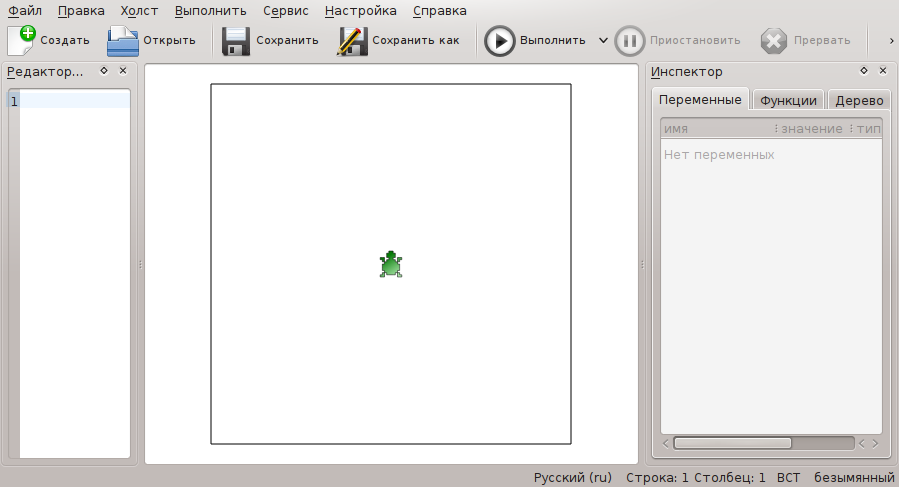 Файл Правка Холст Выполнить Сервис Настройка Справка
Создать Открыть Сохранить Сохранить как Выполнить Приостановить Прервать
Редактор... Инспектор
1 Переменные Функции Дерево
имя значение тип
Нет переменных
Русский (ru) Строка: 1 Столбец: 1 ВСТ безымянный